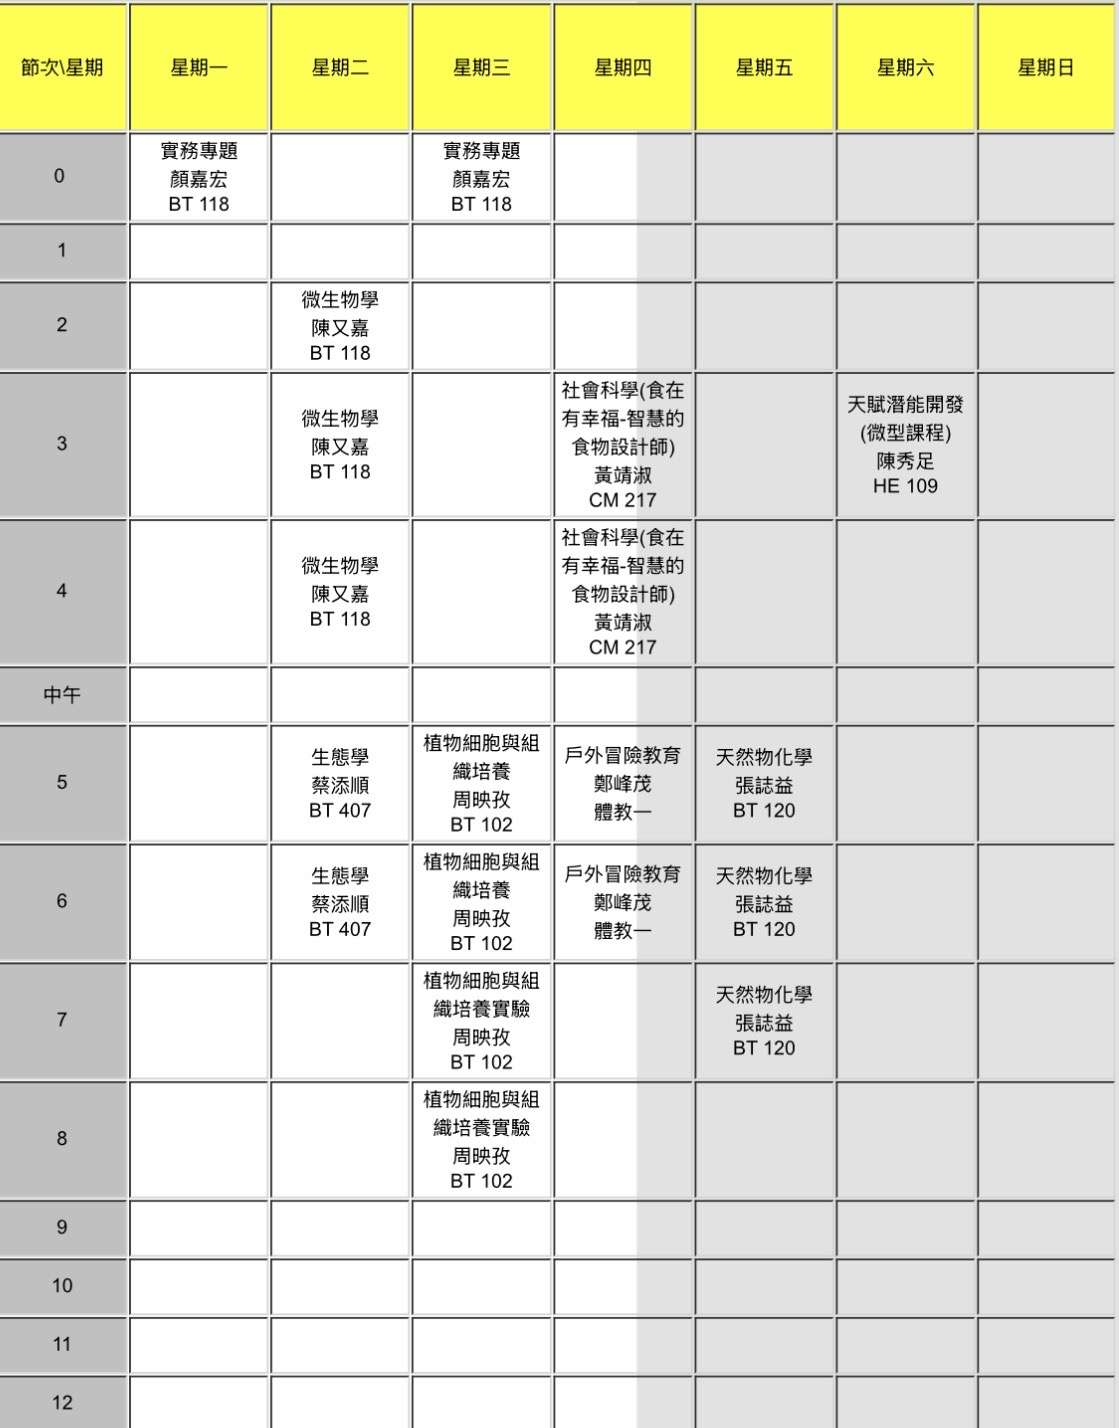 節次\星期 星期一 星期二 星期三 星期四 星期五 星期六 星期日
0
實務專題
顏嘉宏
BT 118
實務專題
顏嘉宏
BT 118
1
2
微生物學
陳又嘉
BT 118
3
微生物學
陳又嘉
BT 118
社會科學(食在
有幸福-智慧的
食物設計師)
黃靖淑
CM 217
天賦潛能開發
(微型課程)
陳秀足
HE 109
4
微生物學
陳又嘉
BT 118
社會科學(食在
有幸福-智慧的
食物設計師)
黃靖淑
CM 217
中午
5
生態學
蔡添順
BT 407
植物細胞與組
織培養
周映孜
BT 102
戶外冒險教育
鄭峰茂
體教一
天然物化學
張誌益
BT 120
6
生態學
蔡添順
BT 407
植物細胞與組
織培養
周映孜
BT 102
戶外冒險教育
鄭峰茂
體教一
天然物化學
張誌益
BT 120
7
植物細胞與組
織培養實驗
周映孜
BT 102
天然物化學
張誌益
BT 120
8
植物細胞與組
織培養實驗
周映孜
BT 102
9
10
11
12